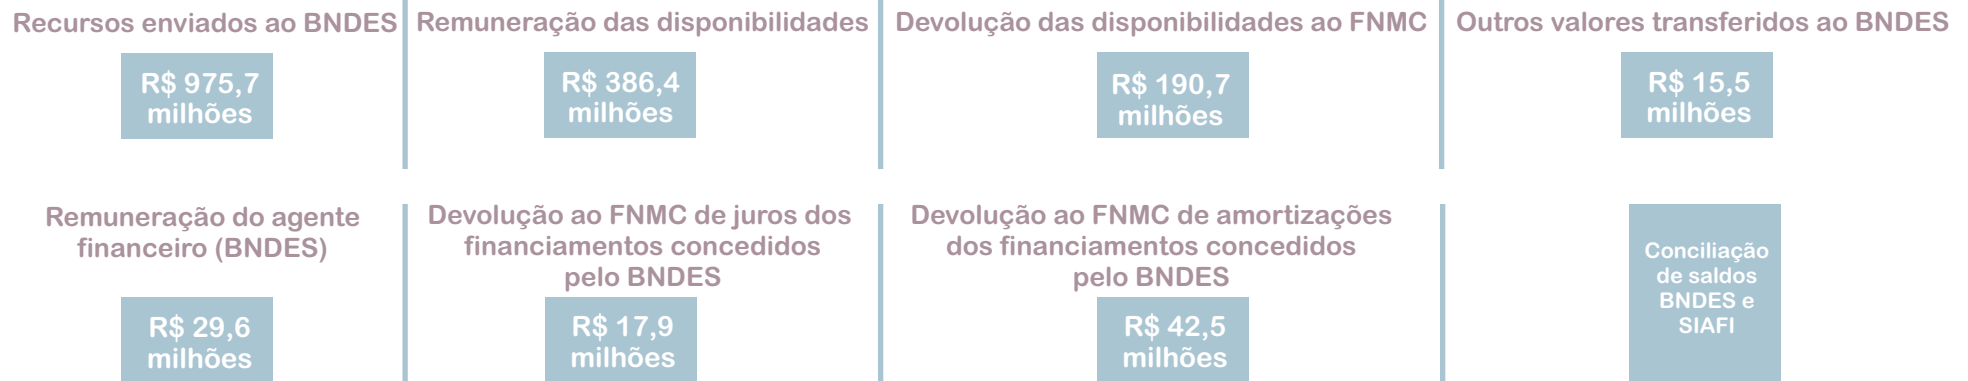 Recursos enviados ao BNDES
R$ 975,7
milhões
Remuneração das disponibilidades
R$ 386,4
milhões
Devolução das disponibilidades ao FNMC
R$ 190,7
milhões
Outros valores transferidos ao BNDES
R$ 15,5
milhões
Remuneração do agente
financeiro (BNDES)
R$ 29,6
milhões
Devolução ao FNMC de juros dos
financiamentos concedidos
pelo BNDES
R$ 17,9
milhões
Devolução ao FNMC de amortizações
dos financiamentos concedidos
pelo BNDES
R$ 42,5
milhões
Conciliação
de saldos
BNDES e
SIAFI